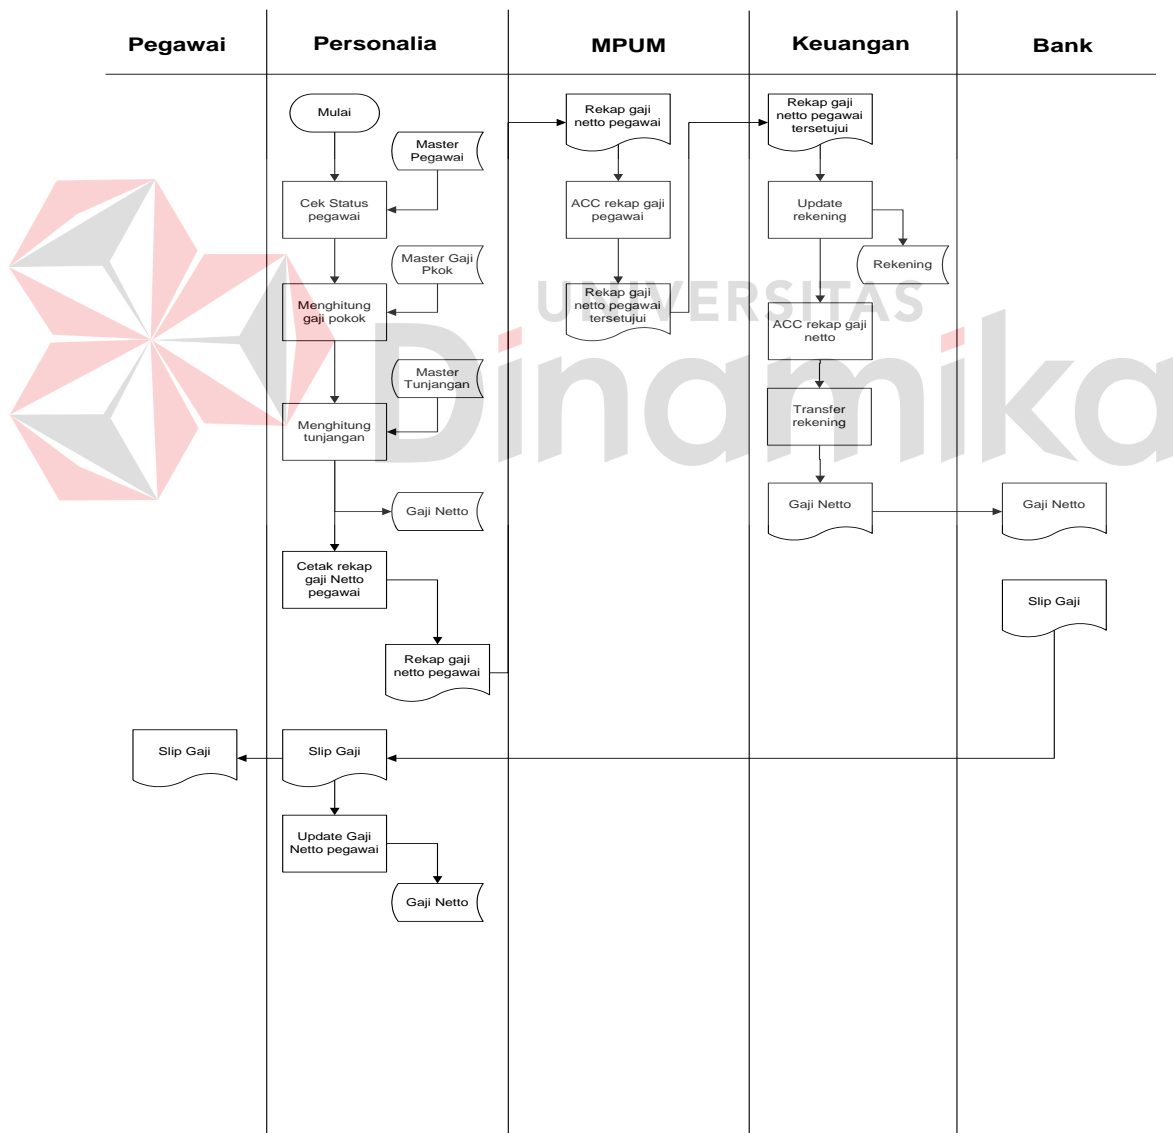 Pegawai
Personalia
MPUM
Keuangan
Bank
Mulai
Master
Pegawai
Cek Status
pegawai
Master Gaji
Pkok
Menghitung
gaji pokok
Master
Tunjangan
Menghitung
tunjangan
Gaji Netto
Cetak rekap
gaji Netto
pegawai
Rekap gaji
netto pegawai
Rekap gaji
netto pegawai
ACC rekap gaji
pegawai
Rekap gaji
netto pegawai
tersetujui
Rekap gaji
netto pegawai
tersetujui
Update
rekening
Rekening
ACC rekap gaji
netto
Transfer
rekening
Gaji Netto
Gaji Netto
Slip Gaji
Slip Gaji
Slip Gaji
Update Gaji
Netto pegawai
Gaji Netto
UNIVERSITAS
Dinamika